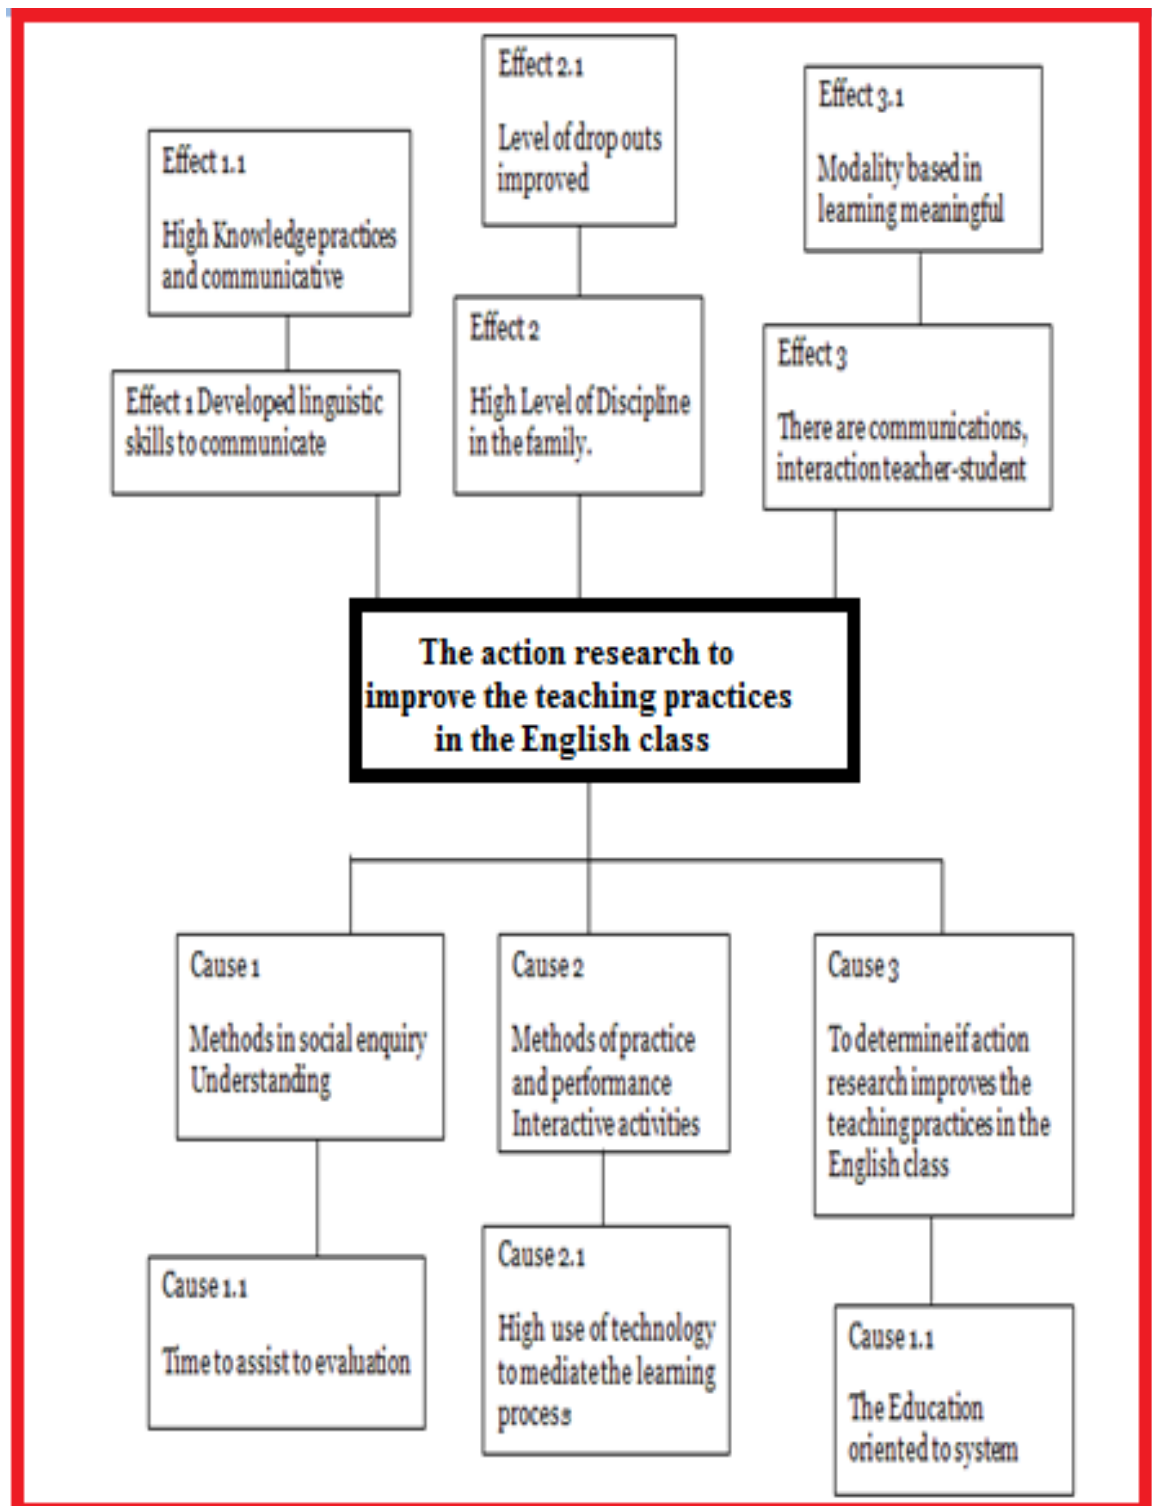 Effect 1.1
High Knowledge practices
and communicative
Effect 2.1
Level of drop outs
improved
Effect 3.1
Modality based in
learning meaningful
Effect 1 Developed linguistic
skills to communicate
Effect 2
High Level of Discipline
in the family.
Effect 3
There are communications,
interaction teacher-student
The action research to
improve the teaching practices
in the English class
Cause 1
Methods in social enquiry
Understanding
Cause 2
Methods of practice
and performance
Interactive activities
Cause 3
To determine if action
research improves the
teaching practices in the
English class
Cause 1.1
Time to assist to evaluation
Cause 2.1
High use of technology
to mediate the learning
process
Cause 1.1
The Education
oriented to system